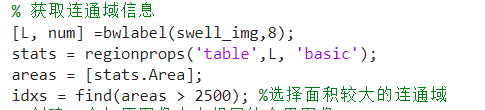 % 获取连通域信息
[L, num] =bwlabel(swell_img,8);
stats = regionprops('table',L, 'basic');
areas = [stats.Area];
idxs = find(areas > 2500); %选择面积较大的连通域